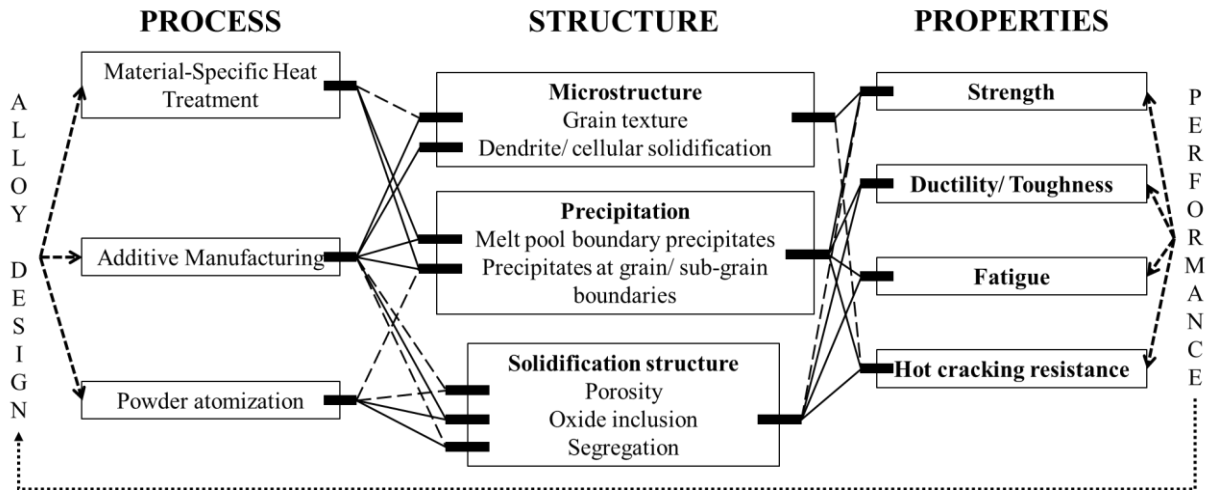 PROCESS
STRUCTURE
PROPERTIES
ALLOY DESIGN
Material-Specific Heat
Treatment
Additive Manufacturing
Powder atomization
Microstructure
Grain texture
Dendrite/ cellular solidification
Precipitation
Melt pool boundary precipitates
Precipitates at grain/ sub-grain
boundaries
Solidification structure
Porosity
Oxide inclusion
Segregation
Strength
Ductility/ Toughness
Fatigue
Hot cracking resistance
PERFORMANCE